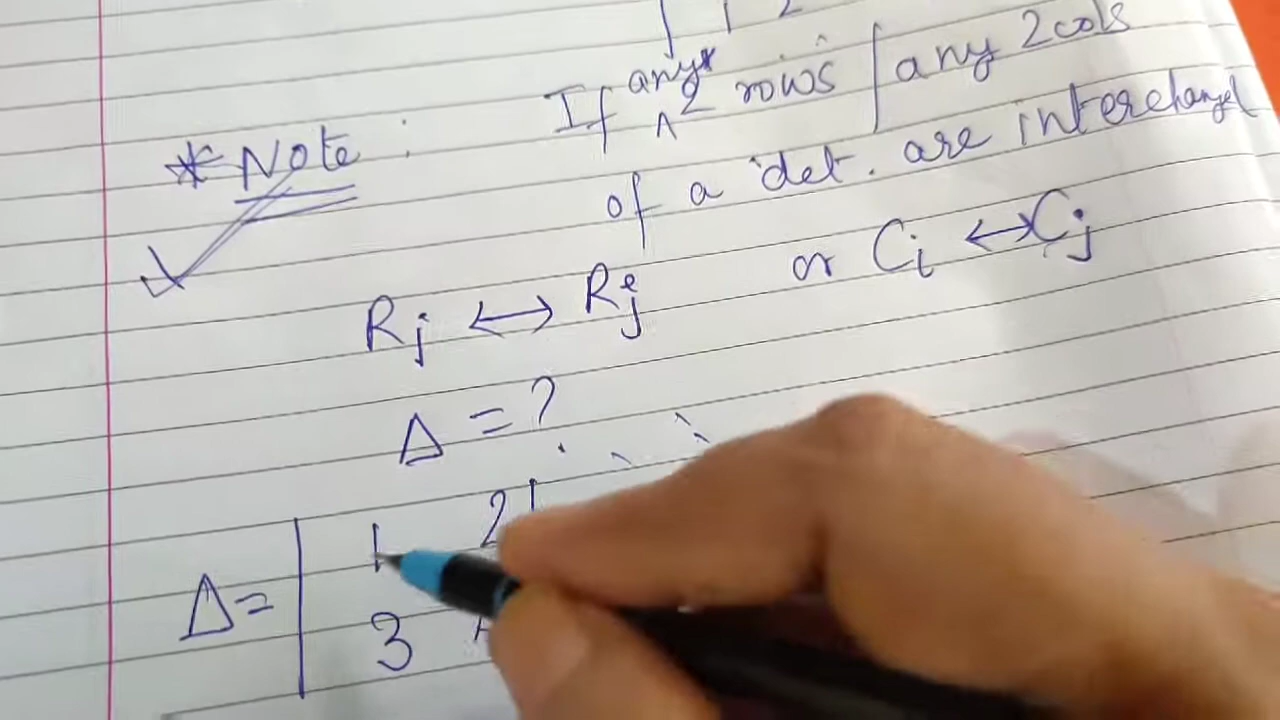 If any 2 rows / any 2 cols
* Note :
of a det. are interchanged
Ri ↔ Rj or Ci ↔ Cj
Δ = ?
Δ = | 1 2 |
3